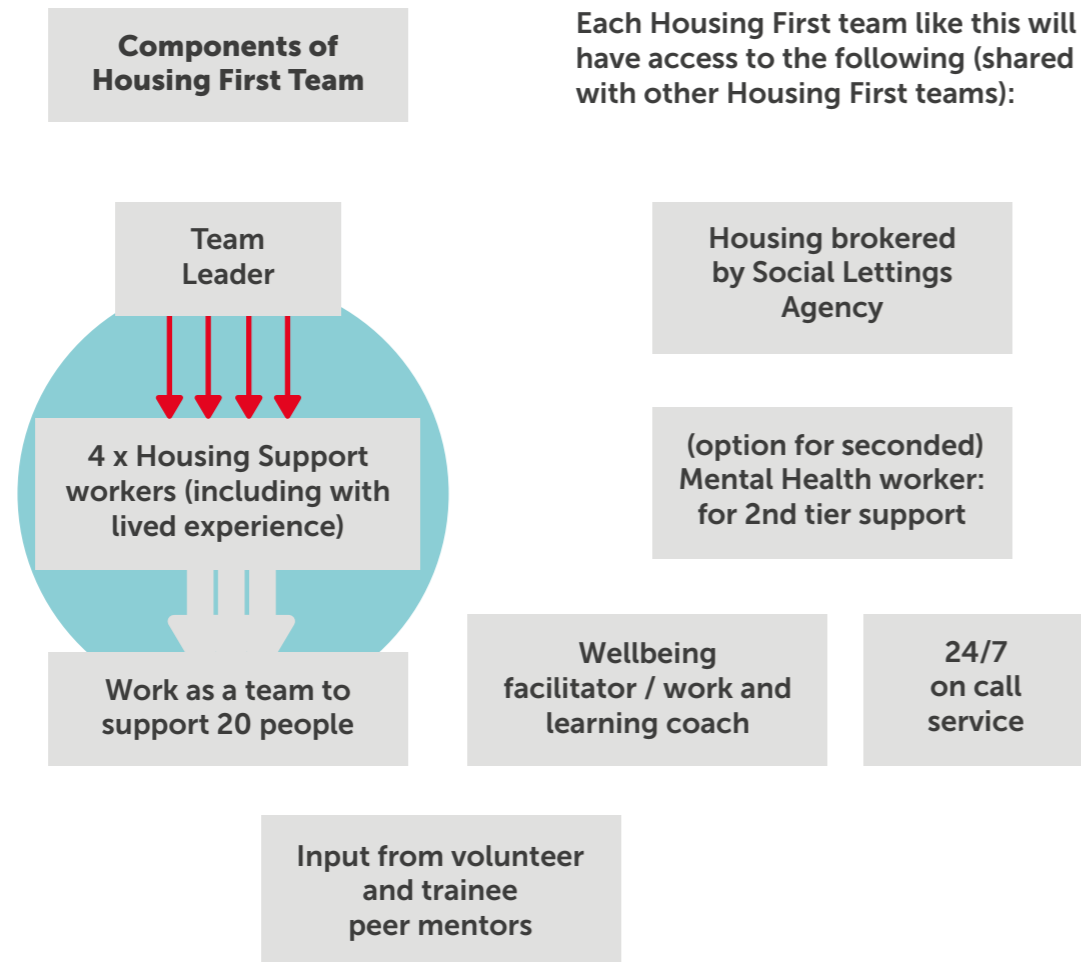 Components of
Housing First Team
Each Housing First team like this will
have access to the following (shared
with other Housing First teams):
Team
Leader
4 x Housing Support
workers (including with
lived experience)
Work as a team to
support 20 people
Housing brokered
by Social Lettings
Agency
(option for seconded)
Mental Health worker:
for 2nd tier support
Wellbeing
facilitator / work and
learning coach
24/7
on call
service
Input from volunteer
and trainee
peer mentors